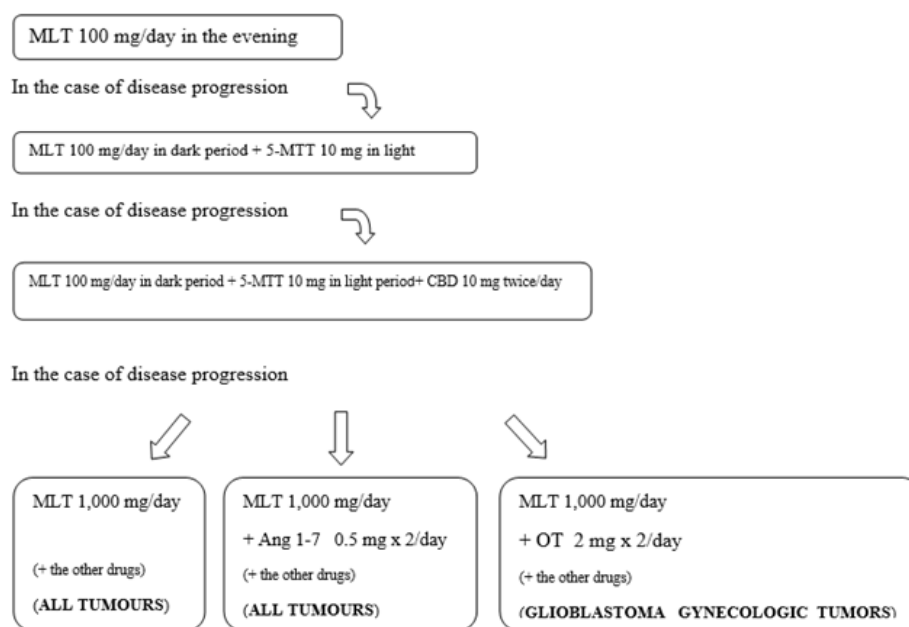 MLT 100 mg/day in the evening
In the case of disease progression
MLT 100 mg/day in dark period + 5-MTT 10 mg in light
In the case of disease progression
MLT 100 mg/day in dark period + 5-MTT 10 mg in light period+ CBD 10 mg twice/day
In the case of disease progression
MLT 1,000 mg/day
(+ the other drugs)
(ALL TUMOURS)
MLT 1,000 mg/day
+ Ang 1-7 0.5 mg x 2/day
(+ the other drugs)
(ALL TUMOURS)
MLT 1,000 mg/day
+ OT 2 mg x 2/day
(+ the other drugs)
(GLIOBLASTOMA GYNECOLOGIC TUMORS)